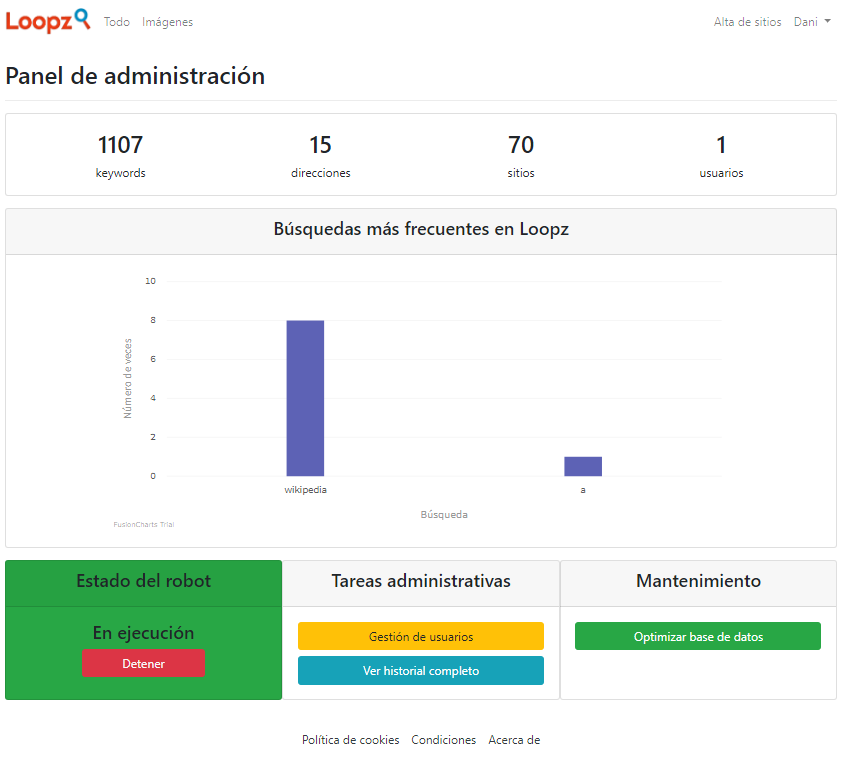 Loopz Todo Imágenes Alta de sitios Dani
Panel de administración
1107 15 70 1
keywords direcciones sitios usuarios
Búsquedas más frecuentes en Loopz
10
8
6
4
2
0
Número de veces
wikipedia a
Búsqueda
FusionCharts Trial
Estado del robot Tareas administrativas Mantenimiento
En ejecución Gestión de usuarios Optimizar base de datos
Detener Ver historial completo
Política de cookies Condiciones Acerca de